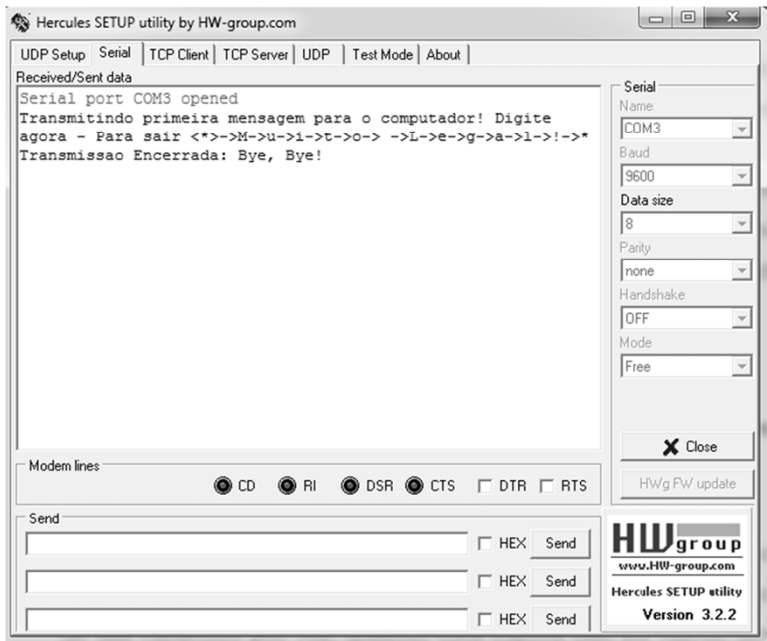 Hercules SETUP utility by HW-group.com
UDP Setup Serial TCP Client TCP Server UDP Test Mode About
Received/Sent data
Serial port COM3 opened
Transmitindo primeira mensagem para o computador! Digite
agora - Para sair <*>->M->u->i->t->o-> ->L->e->g->a->l->!->*
Transmissao Encerrada: Bye, Bye!
Serial
Name
COM3
Baud
9600
Data size
8
Parity
none
Handshake
OFF
Mode
Free
Close
HWg FW update
Modem lines
CD RI DSR CTS DTR RTS
Send
HEX Send
HEX Send
HEX Send
HW group
www.HW-group.com
Hercules SETUP utility
Version 3.2.2